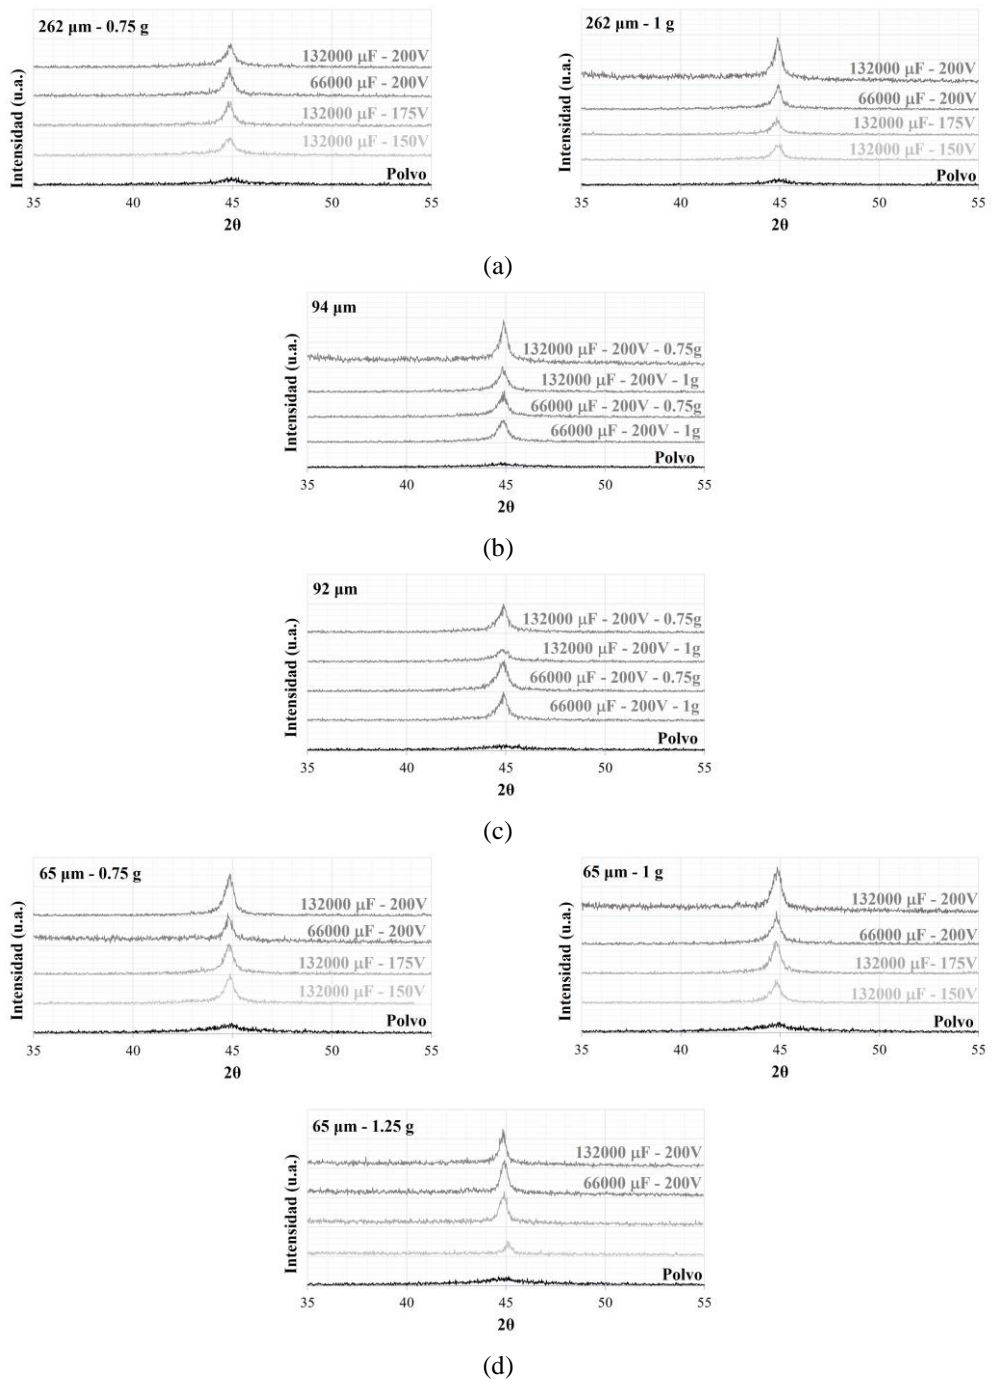 262 μm - 0.75 g
132000 μF - 200V
66000 μF - 200V
132000 μF - 175V
132000 μF - 150V
Polvo
Intensidad (u.a.)
35 40 45 50 55
2θ
262 μm - 1 g
132000 μF - 200V
66000 μF - 200V
132000 μF- 175V
132000 μF - 150V
Polvo
Intensidad (u.a.)
35 40 45 50 55
2θ
(a)
94 μm
132000 μF - 200V - 0.75g
132000 μF - 200V - 1g
66000 μF - 200V - 0.75g
66000 μF - 200V - 1g
Polvo
Intensidad (u.a.)
35 40 45 50 55
2θ
(b)
92 μm
132000 μF - 200V - 0.75g
132000 μF - 200V - 1g
66000 μF - 200V - 0.75g
66000 μF - 200V - 1g
Polvo
Intensidad (u.a.)
35 40 45 50 55
2θ
(c)
65 μm - 0.75 g
132000 μF - 200V
66000 μF - 200V
132000 μF - 175V
132000 μF - 150V
Polvo
Intensidad (u.a.)
35 40 45 50 55
2θ
65 μm - 1 g
132000 μF - 200V
66000 μF - 200V
132000 μF- 175V
132000 μF - 150V
Polvo
Intensidad (u.a.)
35 40 45 50 55
2θ
65 μm - 1.25 g
132000 μF - 200V
66000 μF - 200V
Polvo
Intensidad (u.a.)
35 40 45 50 55
2θ
(d)